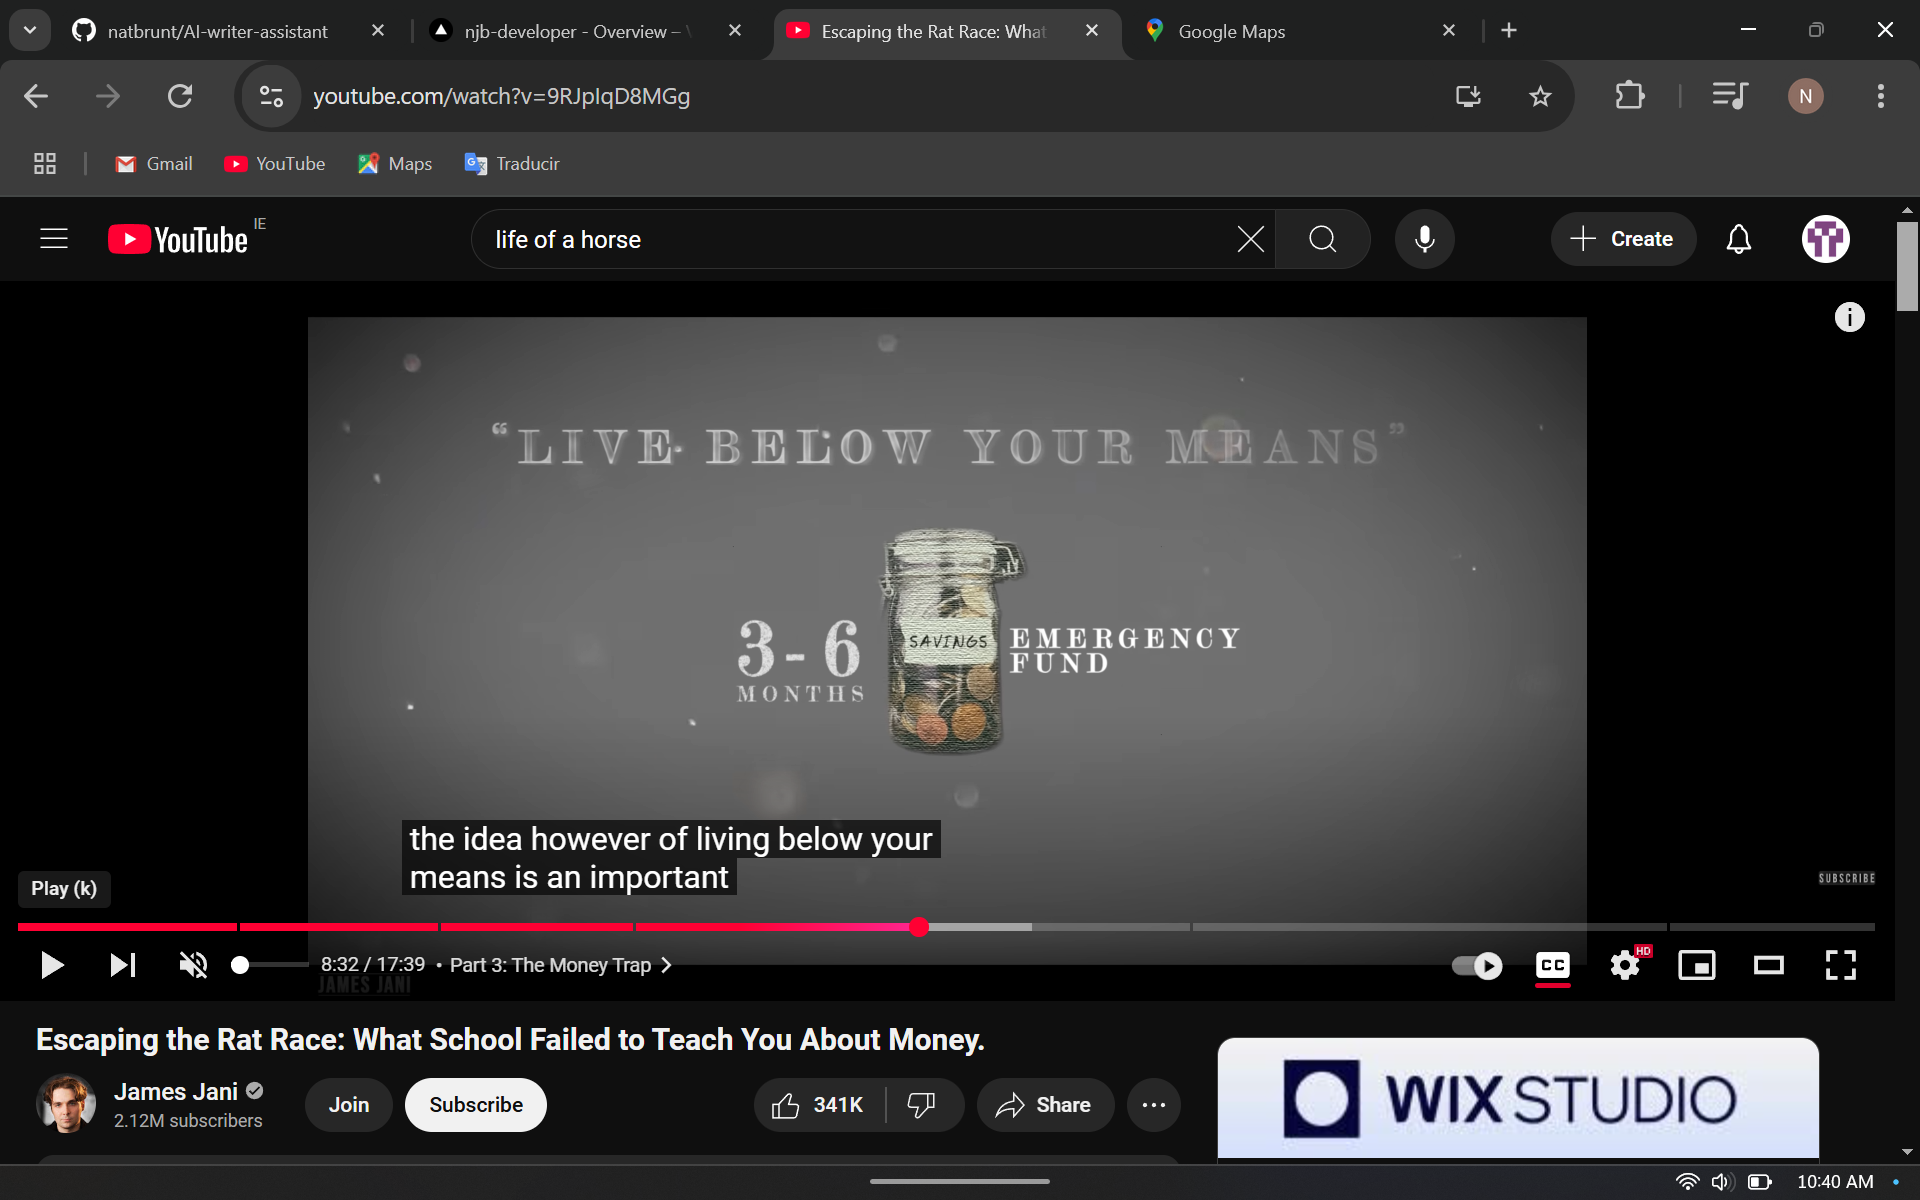 natbrunt/AI-writer-assistant
njb-developer - Overview –
Escaping the Rat Race: What
Google Maps
youtube.com/watch?v=9RJpIqD8MGg
N
Gmail
YouTube
Maps
Traducir
YouTube IE
life of a horse
Create
“LIVE BELOW YOUR MEANS”
3-6
MONTHS
SAVINGS
EMERGENCY
FUND
the idea however of living below your
means is an important
Play (k)
SUBSCRIBE
8:32 / 17:39 • Part 3: The Money Trap
CC
HD
JAMES JANI
Escaping the Rat Race: What School Failed to Teach You About Money.
James Jani
2.12M subscribers
Join
Subscribe
341K
Share
WIX STUDIO
10:40 AM